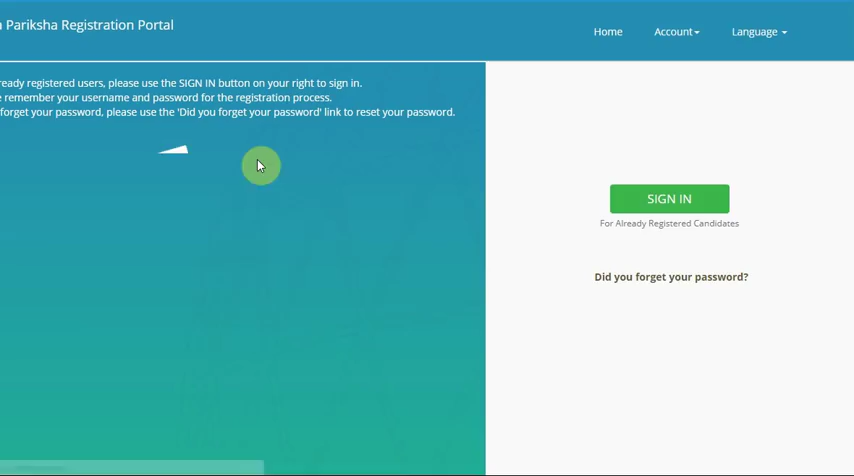 Pariksha Registration Portal
Home
Account
Language
ready registered users, please use the SIGN IN button on your right to sign in.
remember your username and password for the registration process.
forget your password, please use the 'Did you forget your password' link to reset your password.
SIGN IN
For Already Registered Candidates
Did you forget your password?